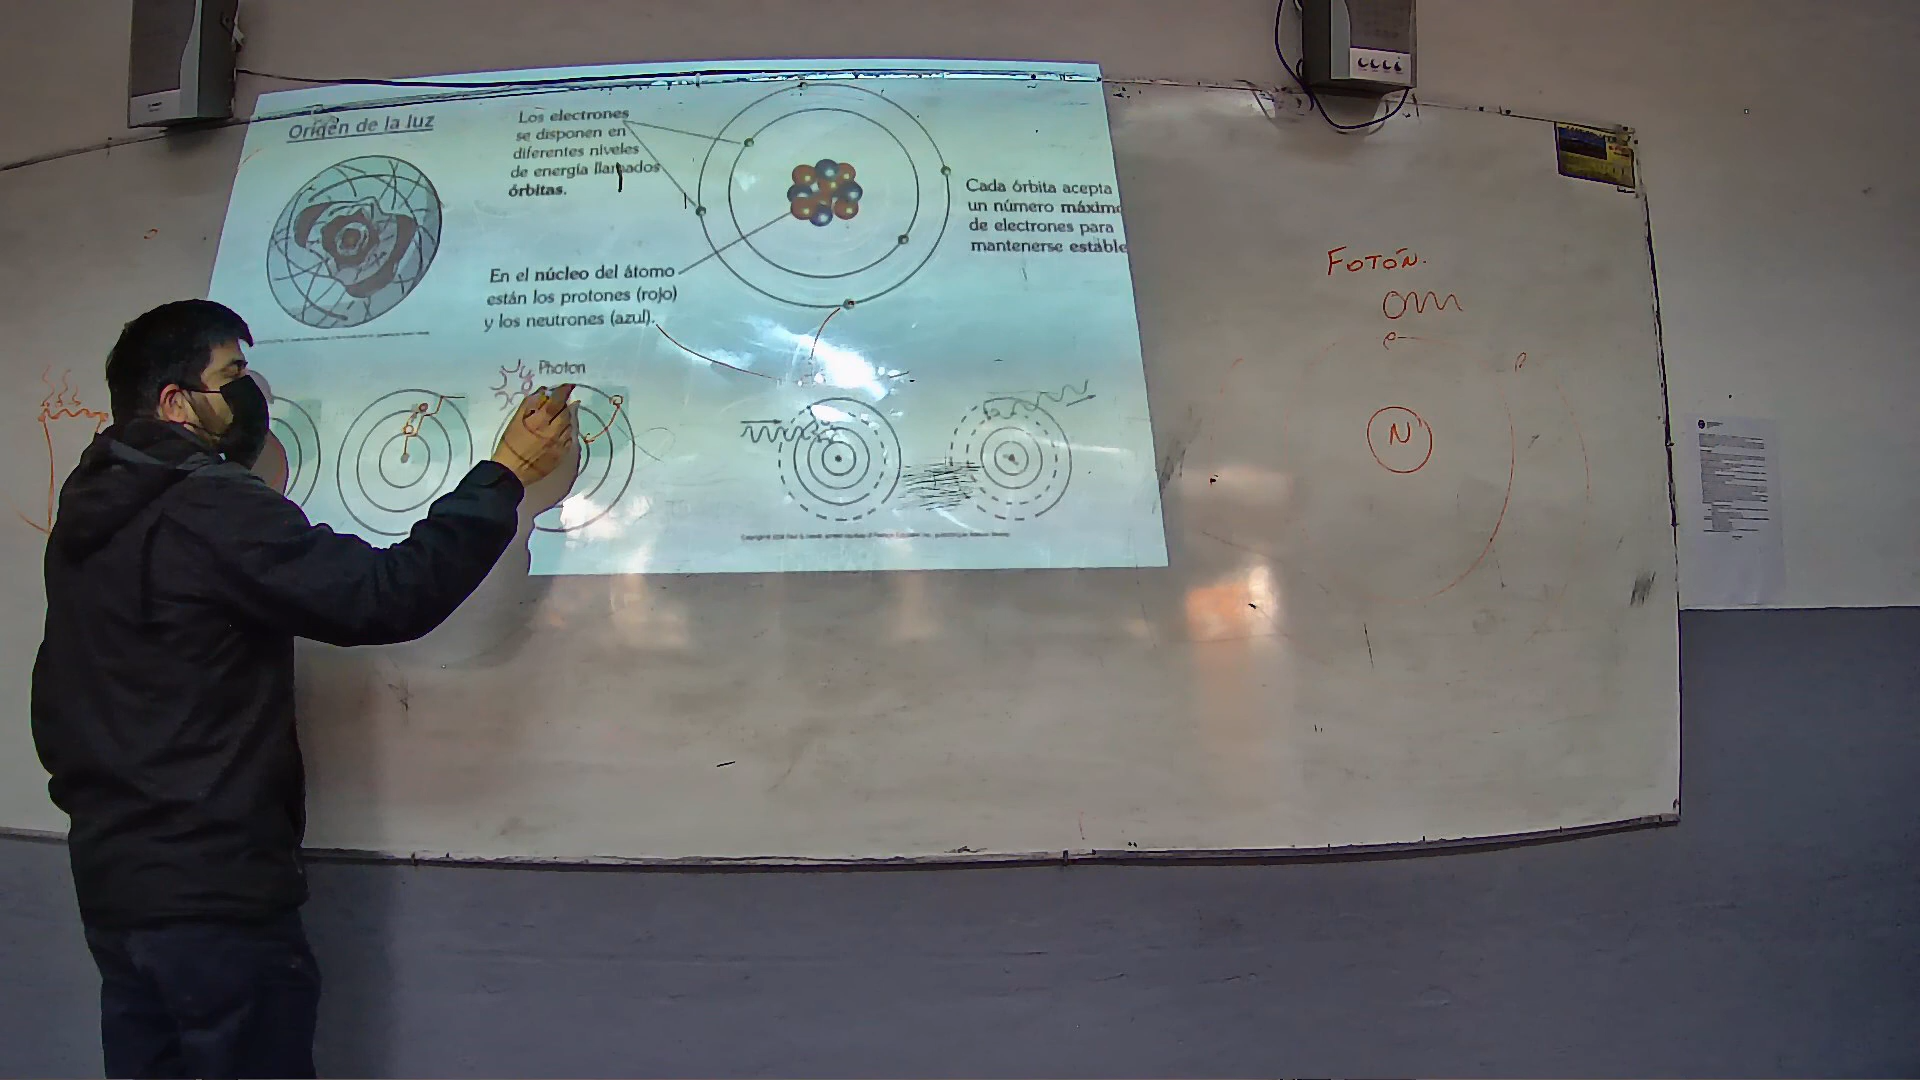 Origen de la luz
Los electrones
se disponen en
diferentes niveles
de energía llamados
órbitas.
Cada órbita acepta
un número máximo
de electrones para
mantenerse estable
En el núcleo del átomo
están los protones (rojo)
y los neutrones (azul).
Photon
FOTÓN.
e-
N